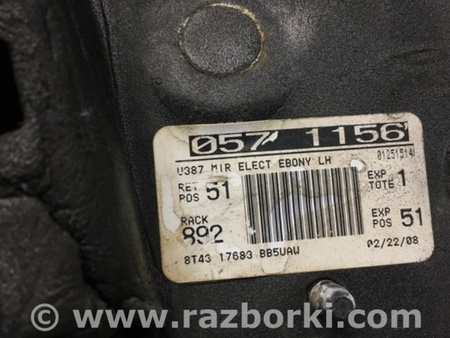 057 1156
U387 MIR ELECT EBONY LH
01251514
RET POS 51
EXP TOTE 1
RACK 892
EXP POS 51
8T43 17683 BB5UAW
02/22/08
© www.razborki.com/